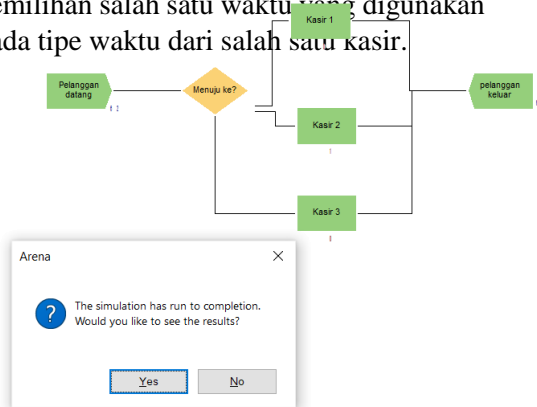 emilihan salah satu waktu yang digunakan
ada tipe waktu dari salah satu kasir.
Kasir 1
Pelanggan
datang
Menuju ke?
pelanggan
keluar
Kasir 2
Kasir 3
Arena
The simulation has run to completion.
Would you like to see the results?
Yes
No